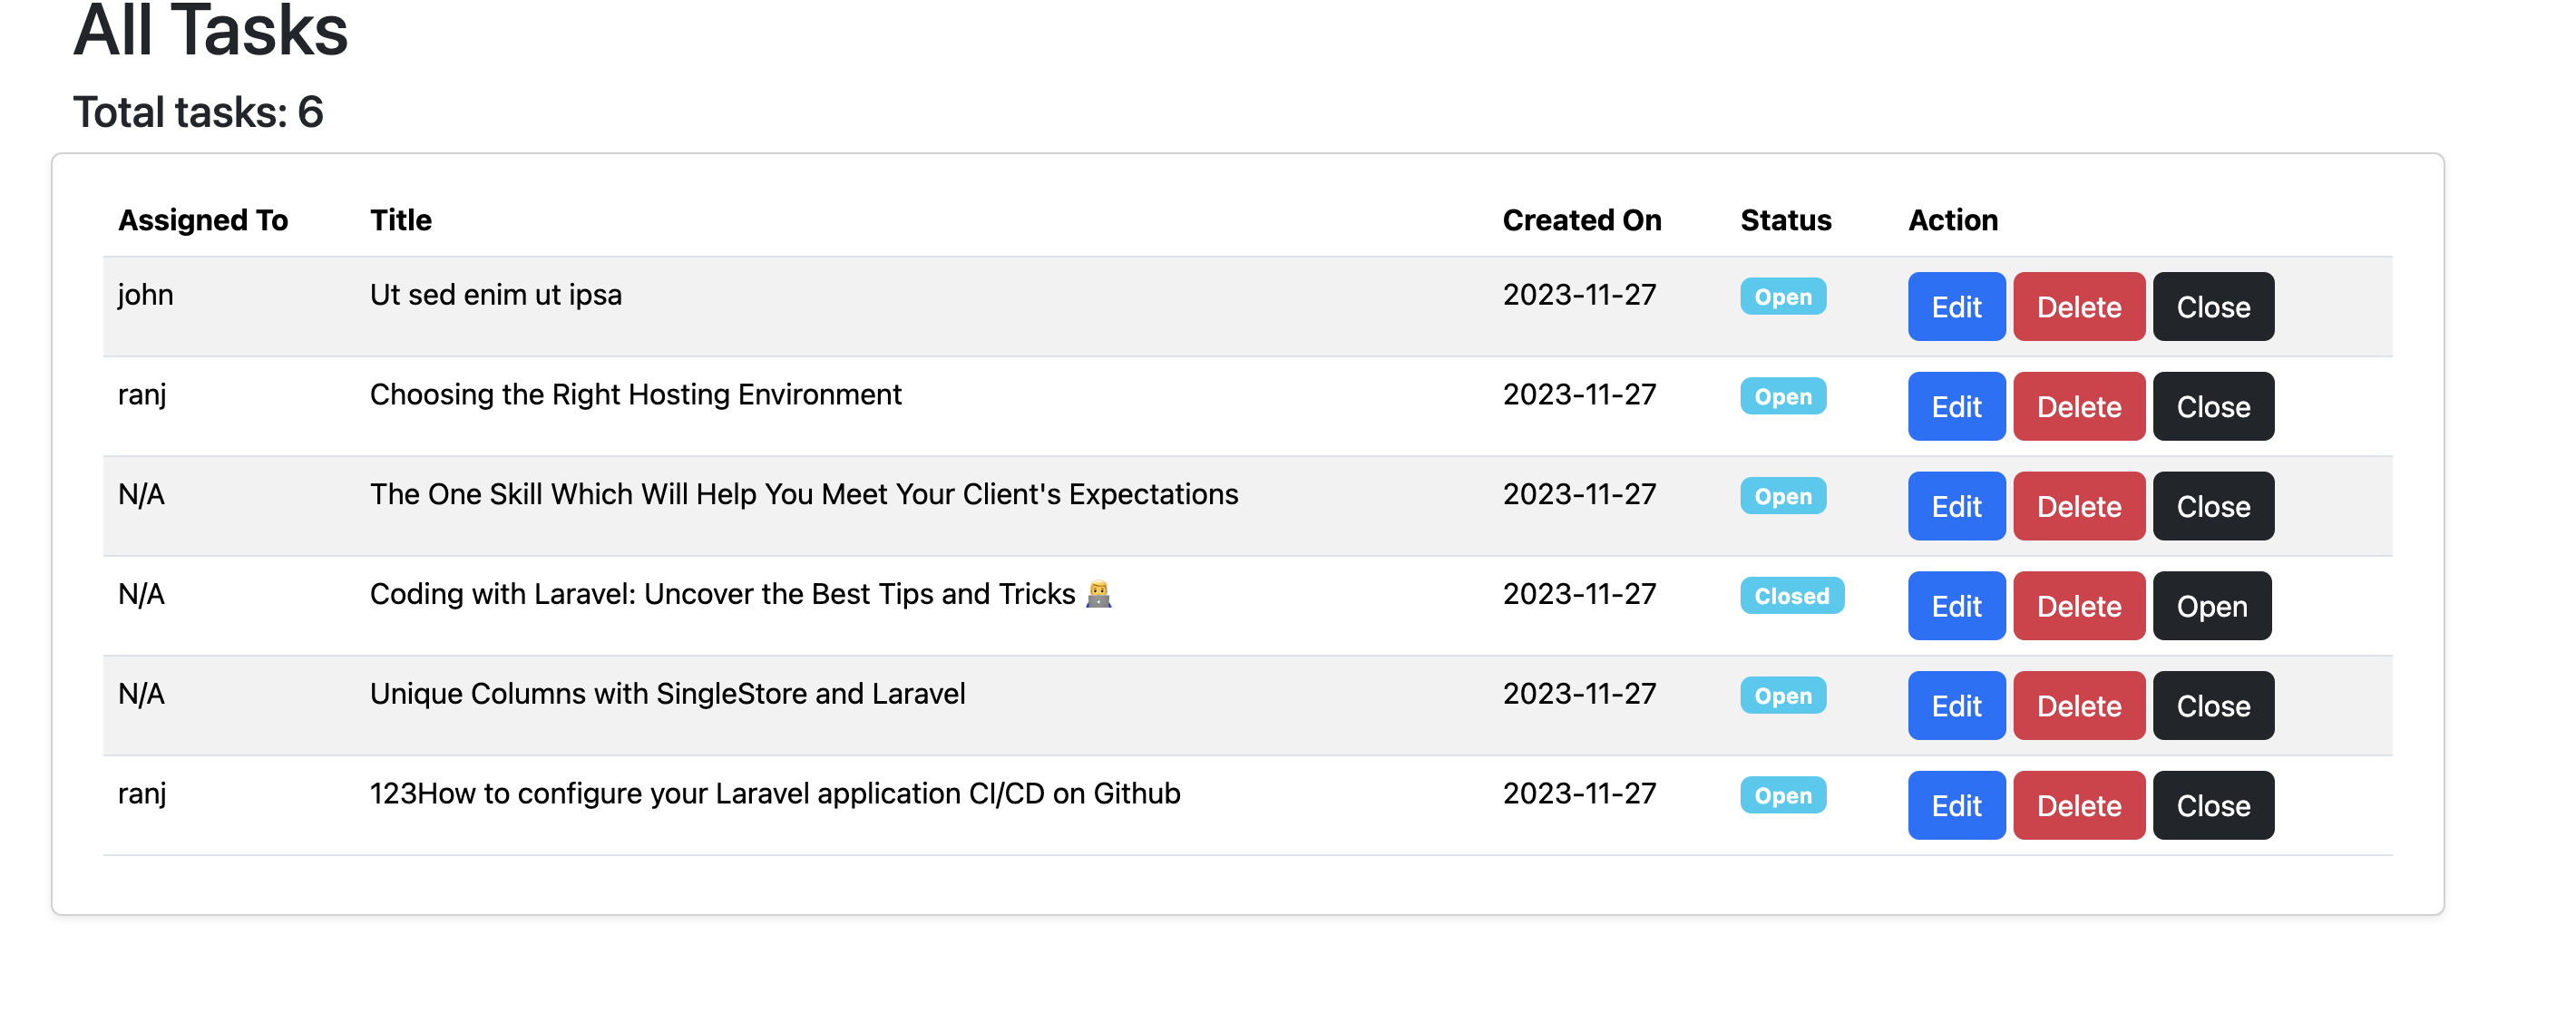 All Tasks
Total tasks: 6
Assigned To Title Created On Status Action
john Ut sed enim ut ipsa 2023-11-27 Open Edit Delete Close
ranj Choosing the Right Hosting Environment 2023-11-27 Open Edit Delete Close
N/A The One Skill Which Will Help You Meet Your Client's Expectations 2023-11-27 Open Edit Delete Close
N/A Coding with Laravel: Uncover the Best Tips and Tricks 👨‍💻 2023-11-27 Closed Edit Delete Open
N/A Unique Columns with SingleStore and Laravel 2023-11-27 Open Edit Delete Close
ranj 123How to configure your Laravel application CI/CD on Github 2023-11-27 Open Edit Delete Close